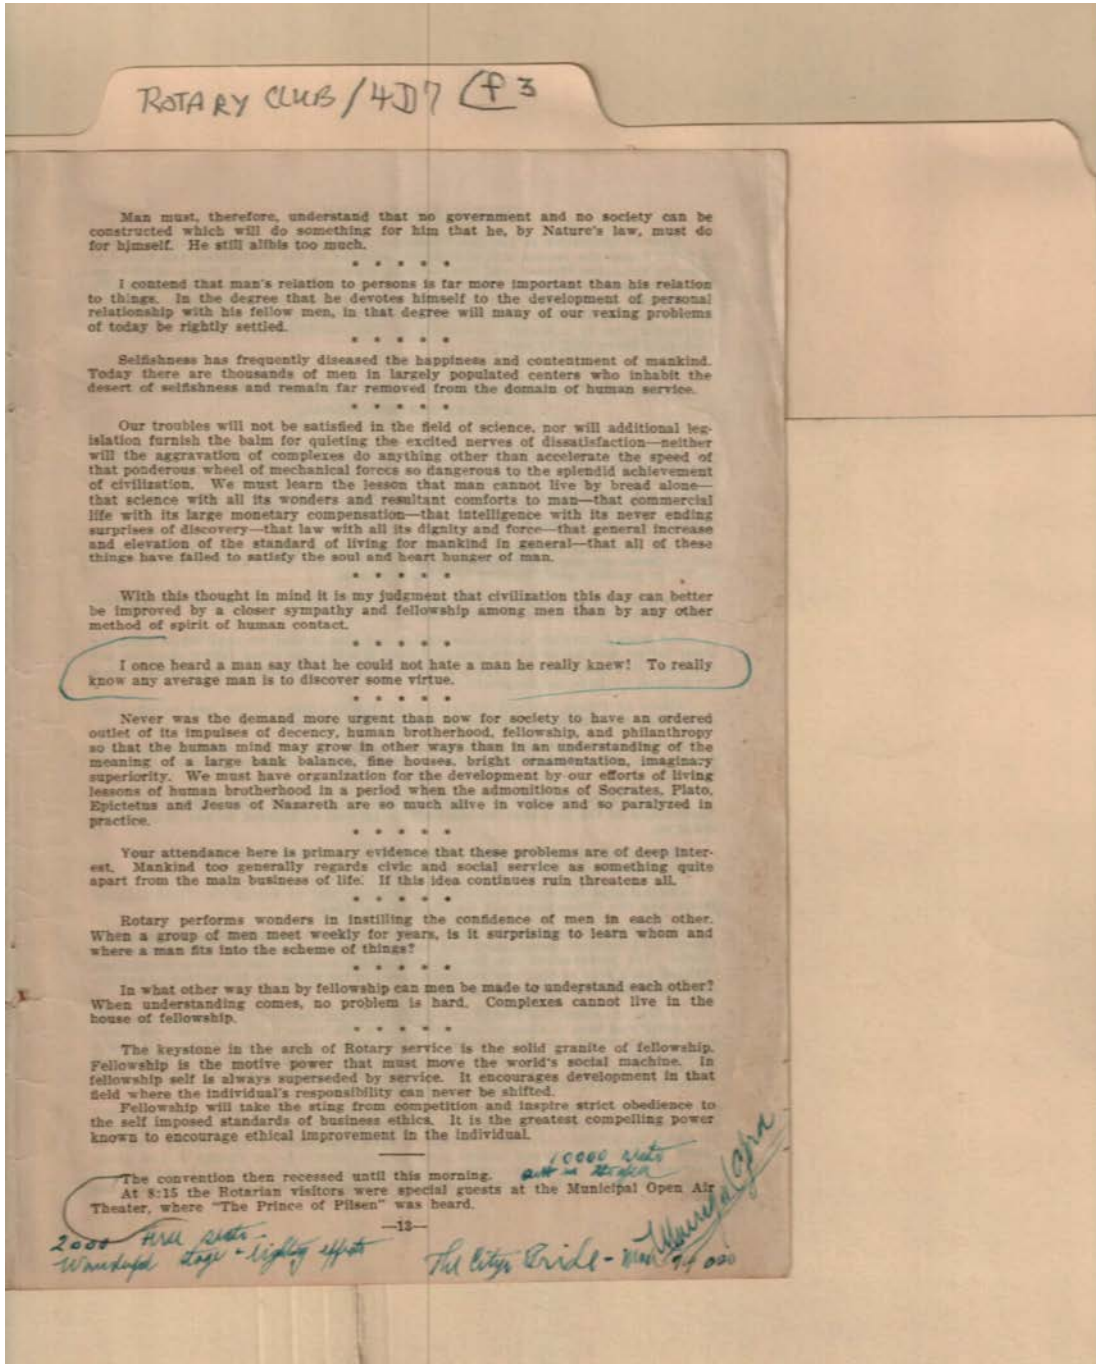 ROTARY CLUB / 4D7 f3
Man must, therefore, understand that no government and no society can be
constructed which will do something for him that he, by Nature's law, must do
for himself. He still alibis too much.
* * * * *
I contend that man's relation to persons is far more important than his relation
to things. In the degree that he devotes himself to the development of personal
relationship with his fellow men, in that degree will many of our vexing problems
of today be rightly settled.
* * * * *
Selfishness has frequently diseased the happiness and contentment of mankind.
Today there are thousands of men in largely populated centers who inhabit the
desert of selfishness and remain far removed from the domain of human service.
* * * * *
Our troubles will not be satisfied in the field of science, nor will additional leg-
islation furnish the balm for quieting the excited nerves of dissatisfaction—neither
will the aggravation of complexes do anything other than accelerate the speed of
that ponderous wheel of mechanical forces so dangerous to the splendid achievement
of civilization. We must learn the lesson that man cannot live by bread alone—
that science with all its wonders and resultant comforts to man—that commercial
life with its large monetary compensation—that intelligence with its never ending
surprises of discovery—that law with all its dignity and force—that general increase
and elevation of the standard of living for mankind in general—that all of these
things have failed to satisfy the soul and heart hunger of man.
* * * * *
With this thought in mind it is my judgment that civilization this day can better
be improved by a closer sympathy and fellowship among men than by any other
method of spirit of human contact.
* * * * *
I once heard a man say that he could not hate a man he really knew! To really
know any average man is to discover some virtue.
* * * * *
Never was the demand more urgent than now for society to have an ordered
outlet of its impulses of decency, human brotherhood, fellowship, and philanthropy
so that the human mind may grow in other ways than in an understanding of the
meaning of a large bank balance, fine houses, bright ornamentation, imaginary
superiority. We must have organization for the development by our efforts of living
lessons of human brotherhood in a period when the admonitions of Socrates, Plato,
Epictetus and Jesus of Nazareth are so much alive in voice and so paralyzed in
practice.
* * * * *
Your attendance here is primary evidence that these problems are of deep inter-
est. Mankind too generally regards civic and social service as something quite
apart from the main business of life. If this idea continues ruin threatens all.
* * * * *
Rotary performs wonders in instilling the confidence of men in each other.
When a group of men meet weekly for years, is it surprising to learn whom and
where a man fits into the scheme of things?
* * * * *
In what other way than by fellowship can men be made to understand each other?
When understanding comes, no problem is hard. Complexes cannot live in the
house of fellowship.
* * * * *
The keystone in the arch of Rotary service is the solid granite of fellowship.
Fellowship is the motive power that must move the world's social machine. In
fellowship self is always superseded by service. It encourages development in that
field where the individual's responsibility can never be shifted.
Fellowship will take the sting from competition and inspire strict obedience to
the self imposed standards of business ethics. It is the greatest compelling power
known to encourage ethical improvement in the individual.
10000 seats
The convention then recessed until this morning.
At 8:15 the Rotarian visitors were special guests at the Municipal Open Air
Theater, where "The Prince of Pilsen" was heard.
—13—
2000 free seats -
Wonderful stage - lighting effects
The City's Pride -
Municipal Opera